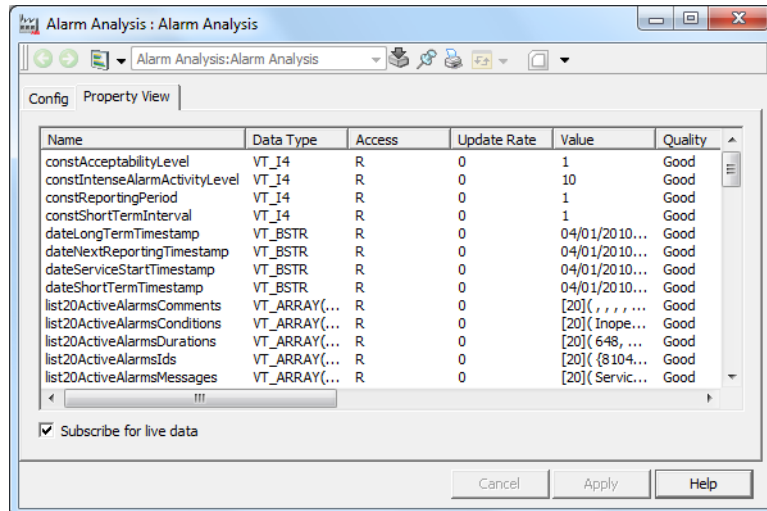 Alarm Analysis : Alarm Analysis
Alarm Analysis:Alarm Analysis
Config Property View
Name Data Type Access Update Rate Value Quality
constAcceptabilityLevel VT_I4 R 0 1 Good
constIntenseAlarmActivityLevel VT_I4 R 0 10 Good
constReportingPeriod VT_I4 R 0 1 Good
constShortTermInterval VT_I4 R 0 1 Good
dateLongTermTimestamp VT_BSTR R 0 04/01/2010... Good
dateNextReportingTimestamp VT_BSTR R 0 04/01/2010... Good
dateServiceStartTimestamp VT_BSTR R 0 04/01/2010... Good
dateShortTermTimestamp VT_BSTR R 0 04/01/2010... Good
list20ActiveAlarmsComments VT_ARRAY(... R 0 [20]( , , , , ... Good
list20ActiveAlarmsConditions VT_ARRAY(... R 0 [20]( Inope... Good
list20ActiveAlarmsDurations VT_ARRAY(... R 0 [20]( 648, ... Good
list20ActiveAlarmsIds VT_ARRAY(... R 0 [20]( {8104... Good
list20ActiveAlarmsMessages VT_ARRAY(... R 0 [20]( Servic... Good
Subscribe for live data
Cancel Apply Help